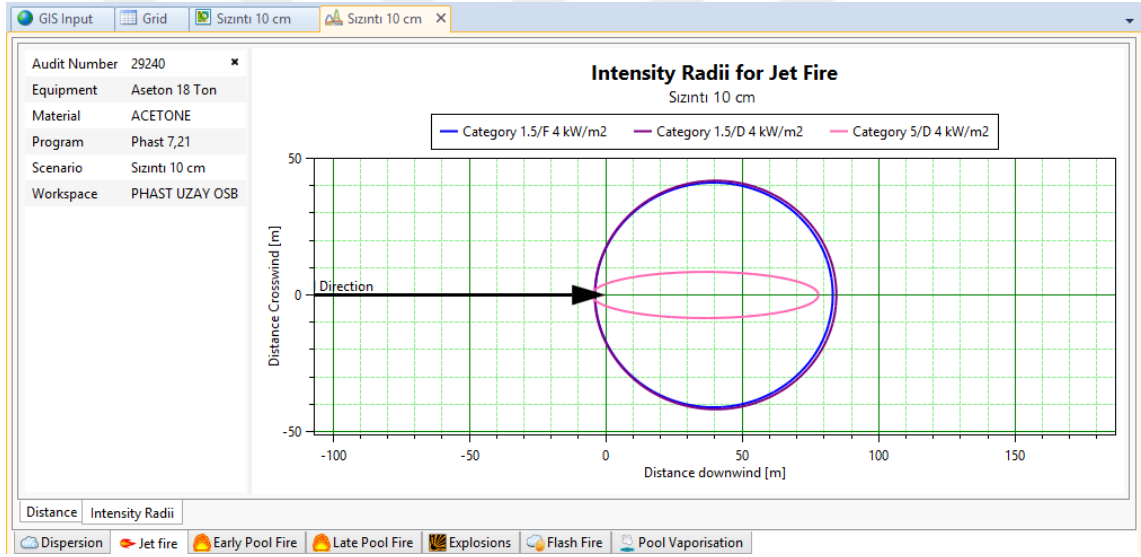 GIS Input Grid Sızıntı 10 cm Sızıntı 10 cm
Audit Number 29240
Equipment Aseton 18 Ton
Material ACETONE
Program Phast 7,21
Scenario Sızıntı 10 cm
Workspace PHAST UZAY OSB
Intensity Radii for Jet Fire
Sızıntı 10 cm
Category 1.5/F 4 kW/m2 Category 1.5/D 4 kW/m2 Category 5/D 4 kW/m2
Distance Crosswind [m]
50
0
-50
Direction
-100 -50 0 50 100 150
Distance downwind [m]
Distance Intensity Radii
Dispersion Jet fire Early Pool Fire Late Pool Fire Explosions Flash Fire Pool Vaporisation